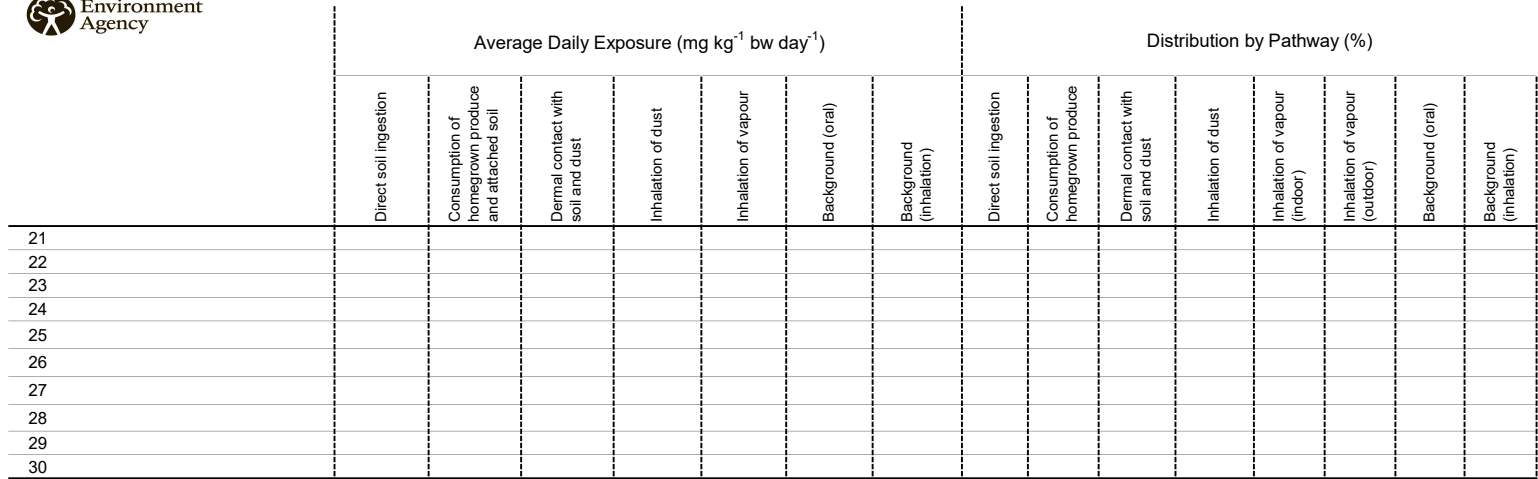 Environment
Agency
Average Daily Exposure (mg kg-1 bw day-1)
Distribution by Pathway (%)
Direct soil ingestion
Consumption of
homegrown produce
and attached soil
Dermal contact with
soil and dust
Inhalation of dust
Inhalation of vapour
Background (oral)
Background
(inhalation)
Direct soil ingestion
Consumption of
homegrown produce
Dermal contact with
soil and dust
Inhalation of dust
Inhalation of vapour
(indoor)
Inhalation of vapour
(outdoor)
Background (oral)
Background
(inhalation)
21
22
23
24
25
26
27
28
29
30